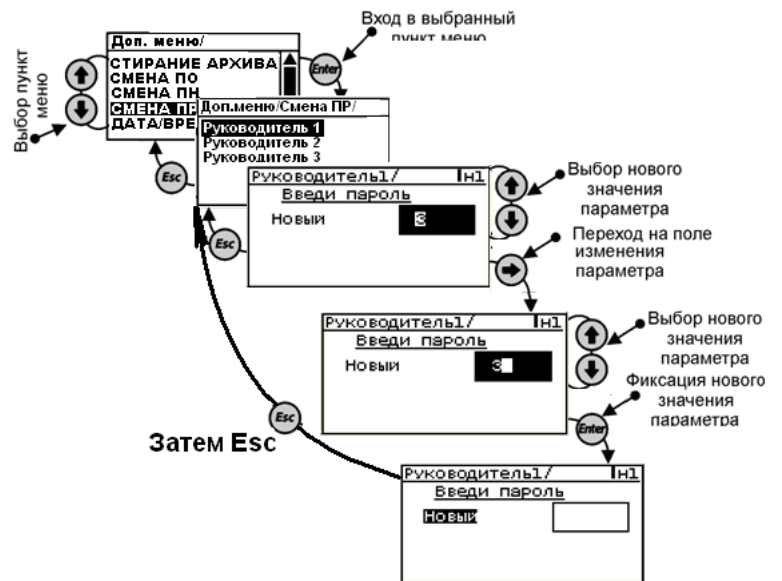 Вход в выбранный
пункт меню
Доп. меню/
СТИРАНИЕ АРХИВА
СМЕНА ПО
СМЕНА ПН
СМЕНА ПР
ДАТА/ВРЕ
Enter
Выбор пункт
меню
Доп.меню/Смена ПР/
Руководитель 1
Руководитель 2
Руководитель 3
Esc
Руководитель1/ Iн1
Введи пароль
Новый 3
Esc
Выбор нового
значения
параметра
Переход на поле
изменения
параметра
Руководитель1/ Iн1
Введи пароль
Новый 3
Выбор нового
значения
параметра
Фиксация нового
значения
параметра
Enter
Esc
Затем Esc
Руководитель1/ Iн1
Введи пароль
Новый